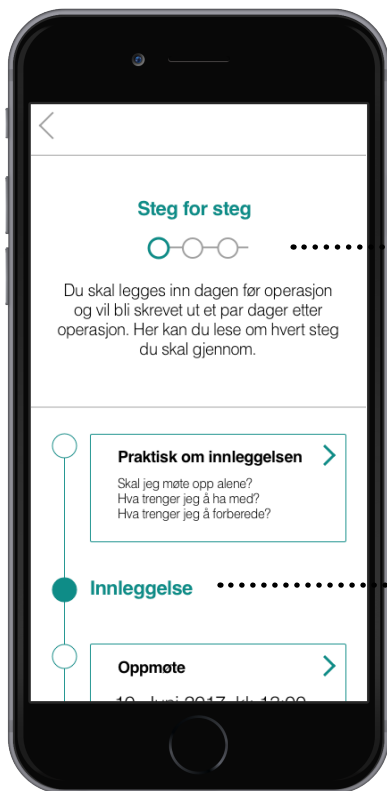 Steg for steg
Du skal legges inn dagen før operasjon
og vil bli skrevet ut et par dager etter
operasjon. Her kan du lese om hvert steg
du skal gjennom.
Praktisk om innleggelsen
Skal jeg møte opp alene?
Hva trenger jeg å ha med?
Hva trenger jeg å forberede?
Innleggelse
Oppmøte